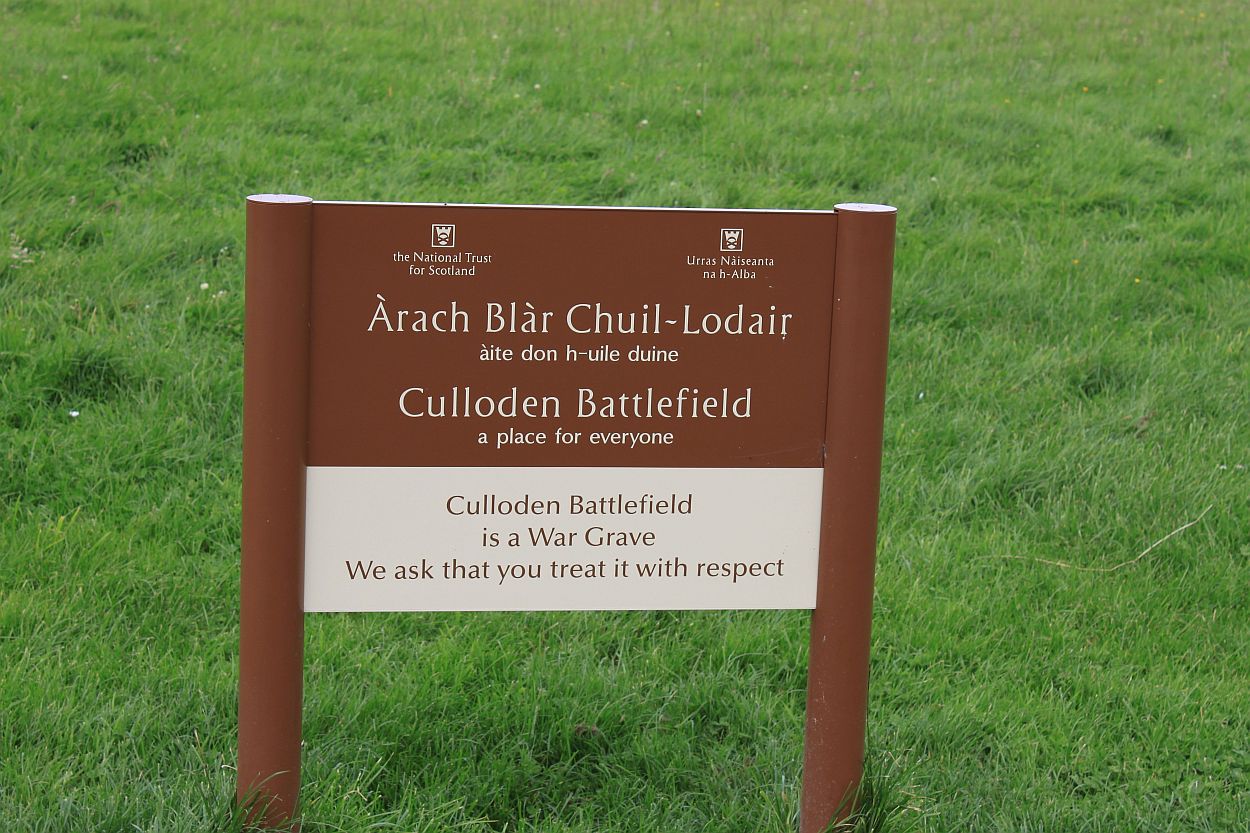 the National Trust
for Scotland
Urras Nàiseanta
na h-Alba
Àrach Blàr Chuil-Lodair
àite don h-uile duine
Culloden Battlefield
a place for everyone
Culloden Battlefield
is a War Grave
We ask that you treat it with respect